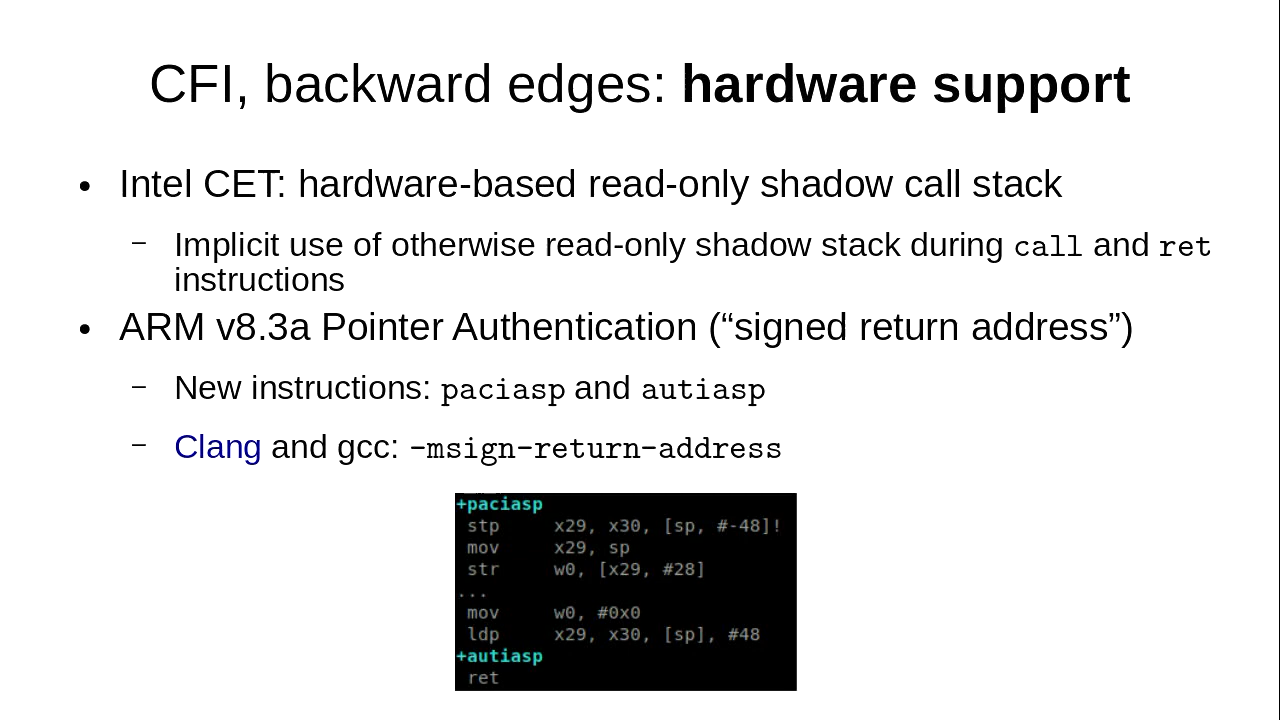 CFI, backward edges: hardware support
• Intel CET: hardware-based read-only shadow call stack
– Implicit use of otherwise read-only shadow stack during call and ret
instructions
• ARM v8.3a Pointer Authentication (“signed return address”)
– New instructions: paciasp and autiasp
– Clang and gcc: -msign-return-address
+paciasp
stp x29, x30, [sp, #-48]!
mov x29, sp
str w0, [x29, #28]
...
mov w0, #0x0
ldp x29, x30, [sp], #48
+autiasp
ret